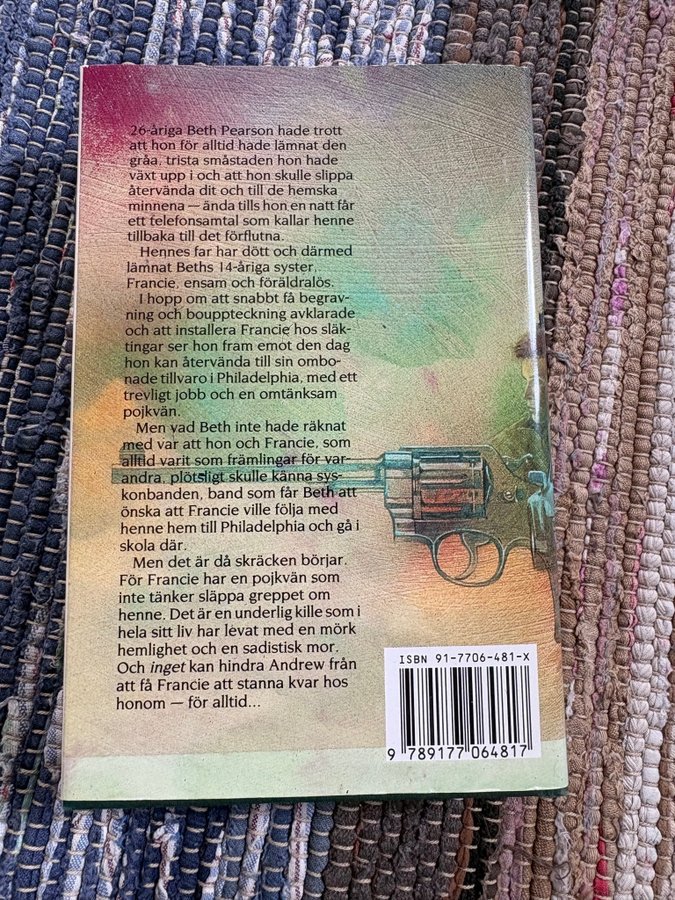 26-åriga Beth Pearson hade trott
att hon för alltid hade lämnat den
gråa, trista småstaden hon hade
växt upp i och att hon skulle slippa
återvända dit och till de hemska
minnena — ända tills hon en natt får
ett telefonsamtal som kallar henne
tillbaka till det förflutna.
Hennes far har dött och därmed
lämnat Beths 14-åriga syster,
Francie, ensam och föräldralös.
I hopp om att snabbt få begrav-
ning och bouppteckning avklarade
och att installera Francie hos släk-
tingar ser hon fram emot den dag
hon kan återvända till sin ombo-
nade tillvaro i Philadelphia, med ett
trevligt jobb och en omtänksam
pojkvän.
Men vad Beth inte hade räknat
med var att hon och Francie, som
alltid varit som främlingar för var-
andra, plötsligt skulle känna sys-
konbanden, band som får Beth att
önska att Francie ville följa med
henne hem till Philadelphia och gå i
skola där.
Men det är då skräcken börjar.
För Francie har en pojkvän som
inte tänker släppa greppet om
henne. Det är en underlig kille som i
hela sitt liv har levat med en mörk
hemlighet och en sadistisk mor.
Och inget kan hindra Andrew från
att få Francie att stanna kvar hos
honom — för alltid...
ISBN 91-7706-481-X
9 789177 064817